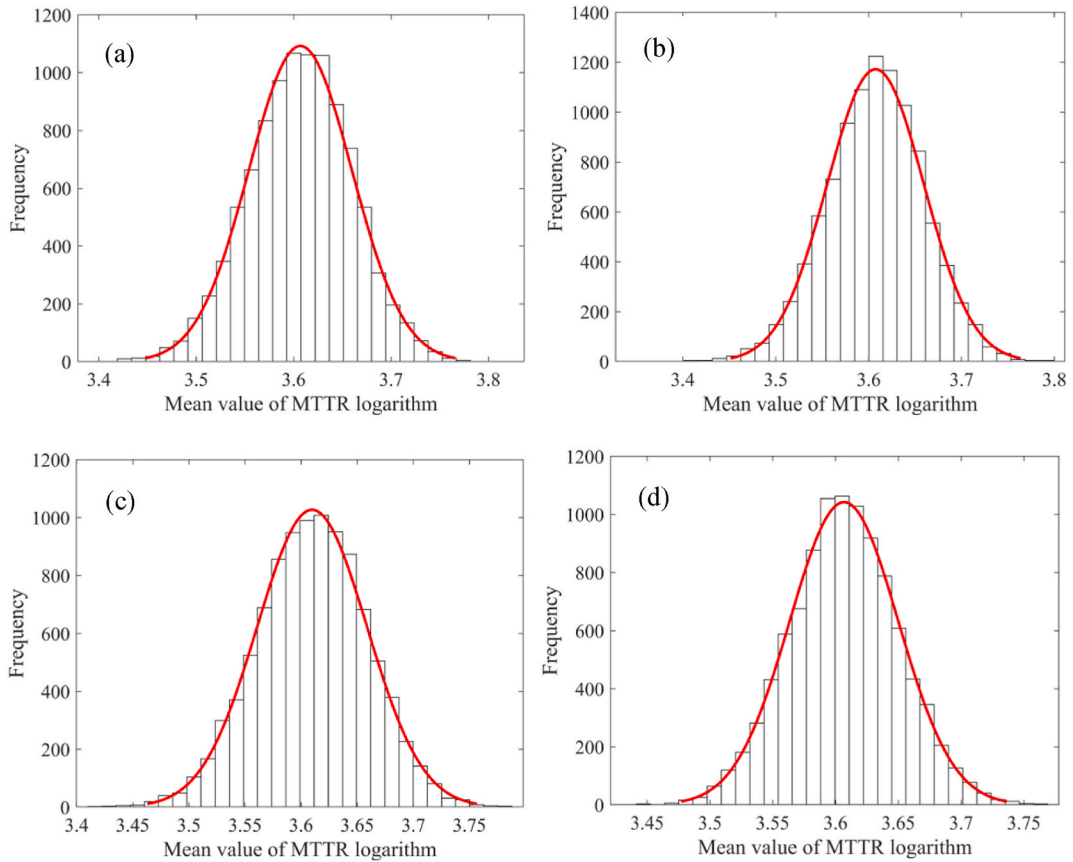 (a)
1200
1000
800
600
400
200
0
Frequency
3.4 3.5 3.6 3.7 3.8
Mean value of MTTR logarithm
(b)
1400
1200
1000
800
600
400
200
0
Frequency
3.4 3.5 3.6 3.7 3.8
Mean value of MTTR logarithm
(c)
1200
1000
800
600
400
200
0
Frequency
3.4 3.45 3.5 3.55 3.6 3.65 3.7 3.75
Mean value of MTTR logarithm
(d)
1200
1000
800
600
400
200
0
Frequency
3.45 3.5 3.55 3.6 3.65 3.7 3.75
Mean value of MTTR logarithm